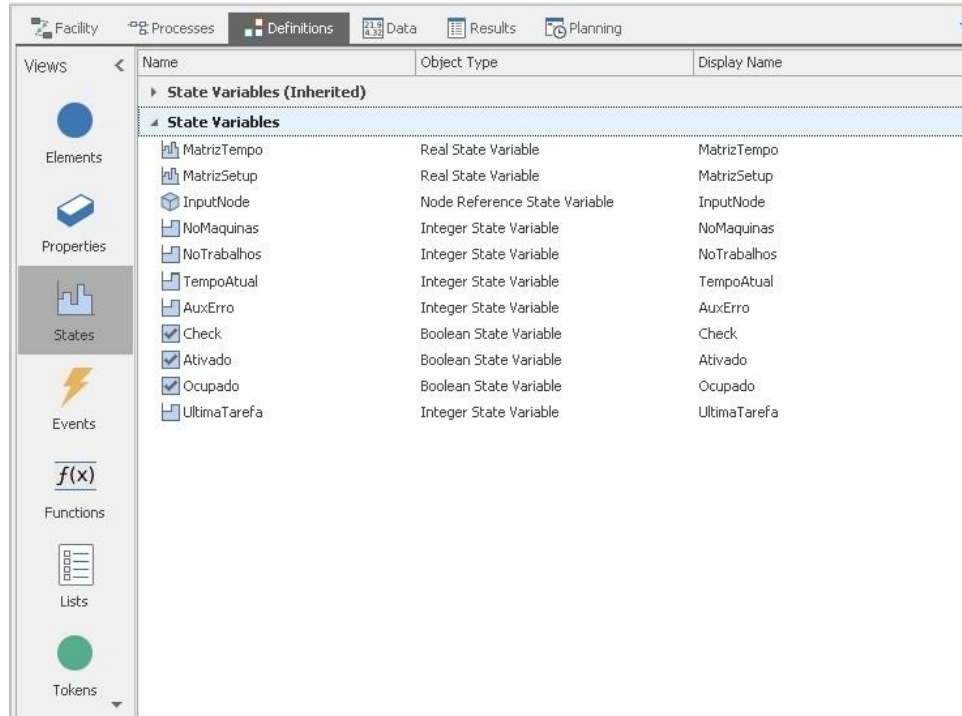 Facility Processes Definitions 21.9 4.32 Data Results Planning
Views
Name Object Type Display Name
State Variables (Inherited)
State Variables
MatrizTempo Real State Variable MatrizTempo
MatrizSetup Real State Variable MatrizSetup
InputNode Node Reference State Variable InputNode
NoMaquinas Integer State Variable NoMaquinas
NoTrabalhos Integer State Variable NoTrabalhos
TempoAtual Integer State Variable TempoAtual
AuxErro Integer State Variable AuxErro
Check Boolean State Variable Check
Ativado Boolean State Variable Ativado
Ocupado Boolean State Variable Ocupado
UltimaTarefa Integer State Variable UltimaTarefa
Elements
Properties
States
Events
f(x)
Functions
Lists
Tokens